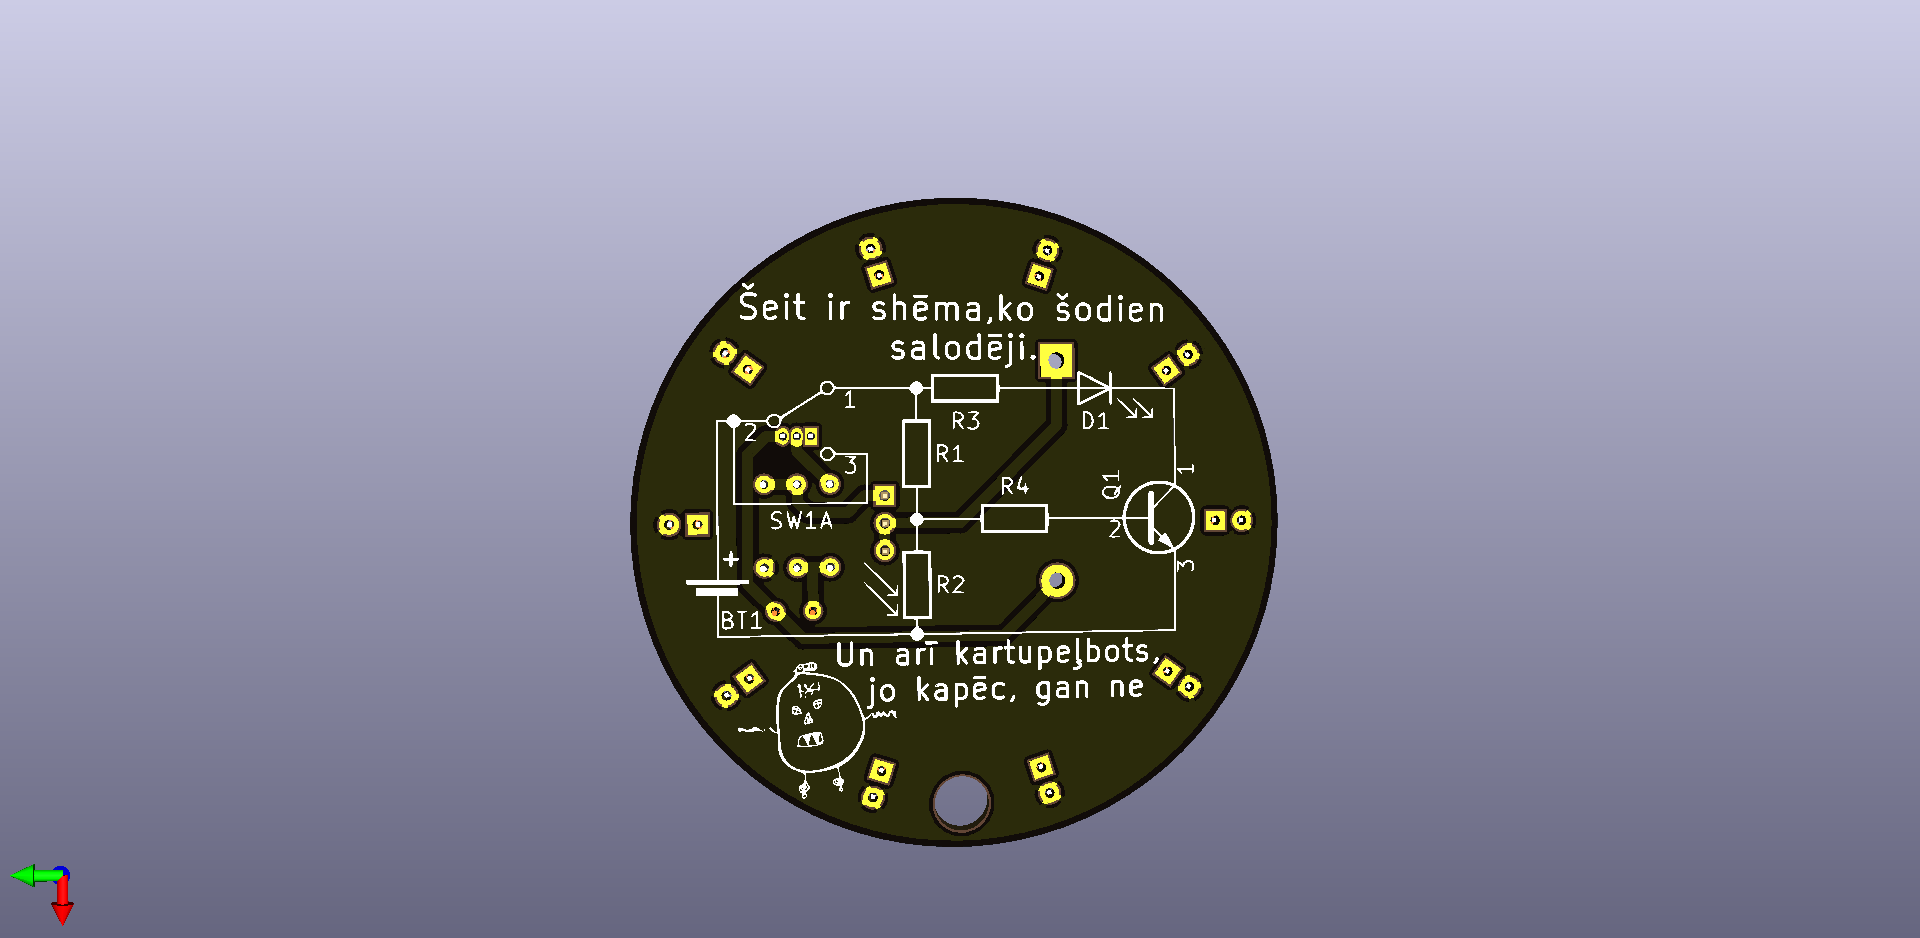 Šeit ir shēma,ko šodien
salodēji.
1
R3
D1
2
R1
3
1
R4
Q1
SW1A
2
+
R2
3
BT1
Un arī kartupeļbots,
jo kapēc, gan ne